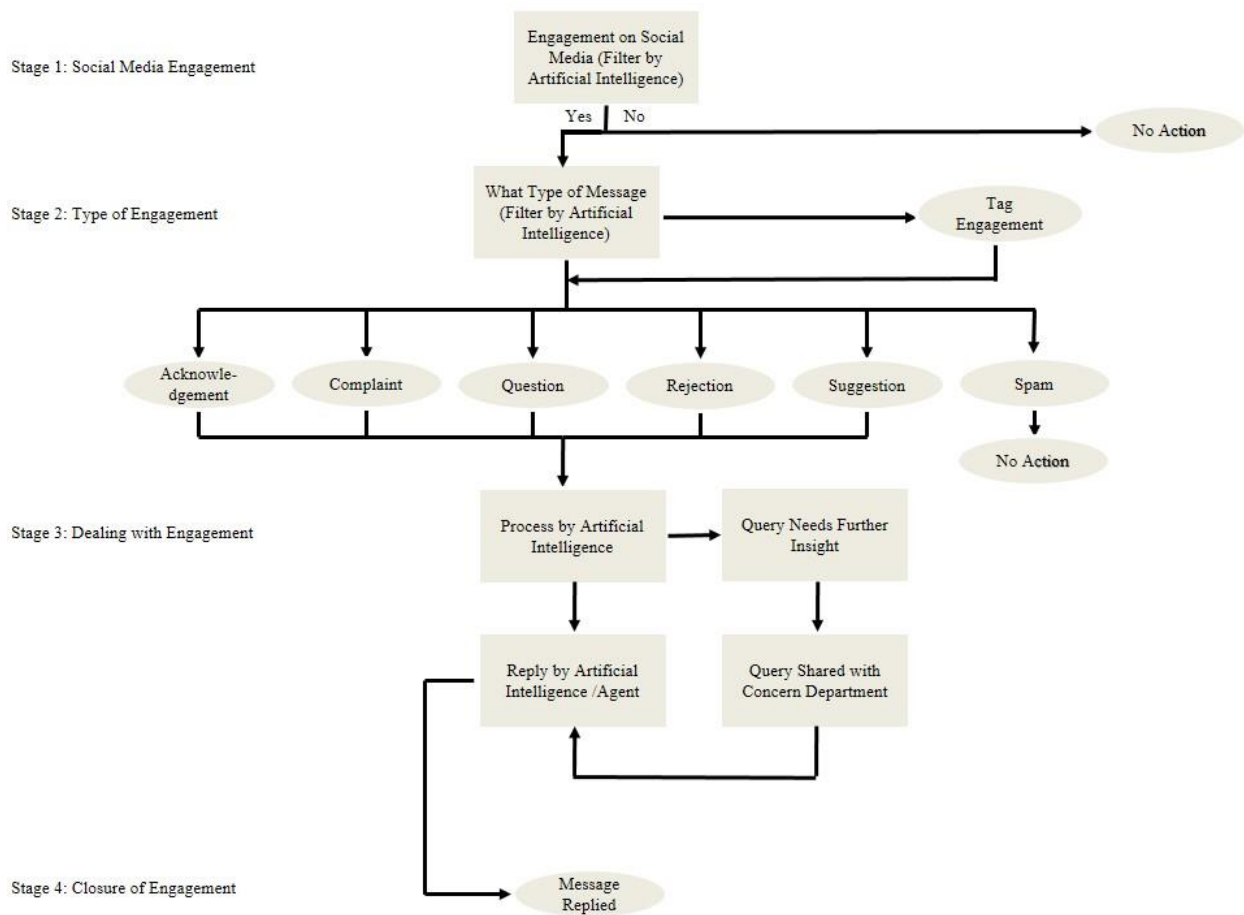 Engagement on Social
Media (Filter by
Artificial Intelligence)
Stage 1: Social Media Engagement
Yes
No
No Action
What Type of Message
(Filter by Artificial
Intelligence)
Stage 2: Type of Engagement
Tag
Engagement
Acknowle-
dgement
Complaint
Question
Rejection
Suggestion
Spam
No Action
Stage 3: Dealing with Engagement
Process by Artificial
Intelligence
Query Needs Further
Insight
Reply by Artificial
Intelligence /Agent
Query Shared with
Concern Department
Stage 4: Closure of Engagement
Message
Replied